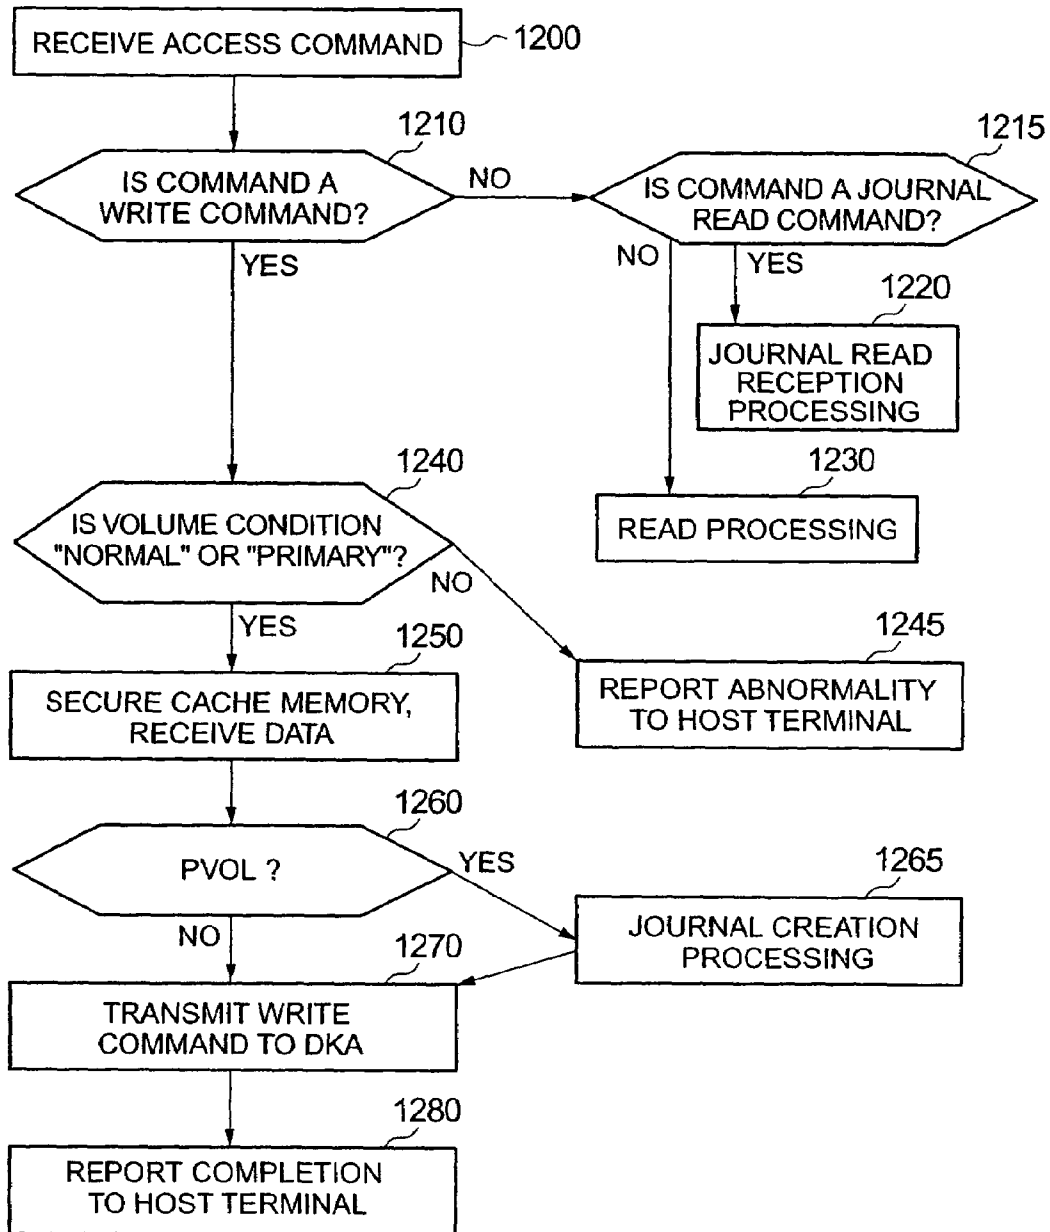 RECEIVE ACCESS COMMAND
1200
1210
IS COMMAND A
WRITE COMMAND?
NO
1215
IS COMMAND A JOURNAL
READ COMMAND?
YES
NO
YES
1220
JOURNAL READ
RECEPTION
PROCESSING
1230
READ PROCESSING
1240
IS VOLUME CONDITION
"NORMAL" OR "PRIMARY"?
NO
YES
1245
REPORT ABNORMALITY
TO HOST TERMINAL
1250
SECURE CACHE MEMORY,
RECEIVE DATA
1260
PVOL ?
YES
NO
1265
JOURNAL CREATION
PROCESSING
1270
TRANSMIT WRITE
COMMAND TO DKA
1280
REPORT COMPLETION
TO HOST TERMINAL